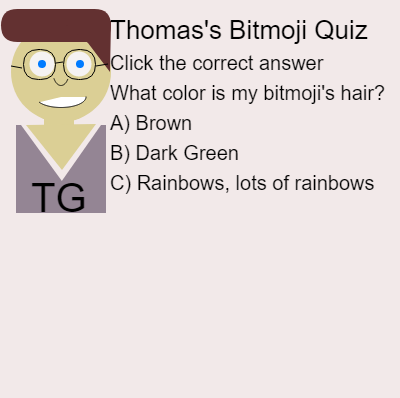 Thomas's Bitmoji Quiz
Click the correct answer
What color is my bitmoji's hair?
A) Brown
B) Dark Green
C) Rainbows, lots of rainbows
TG